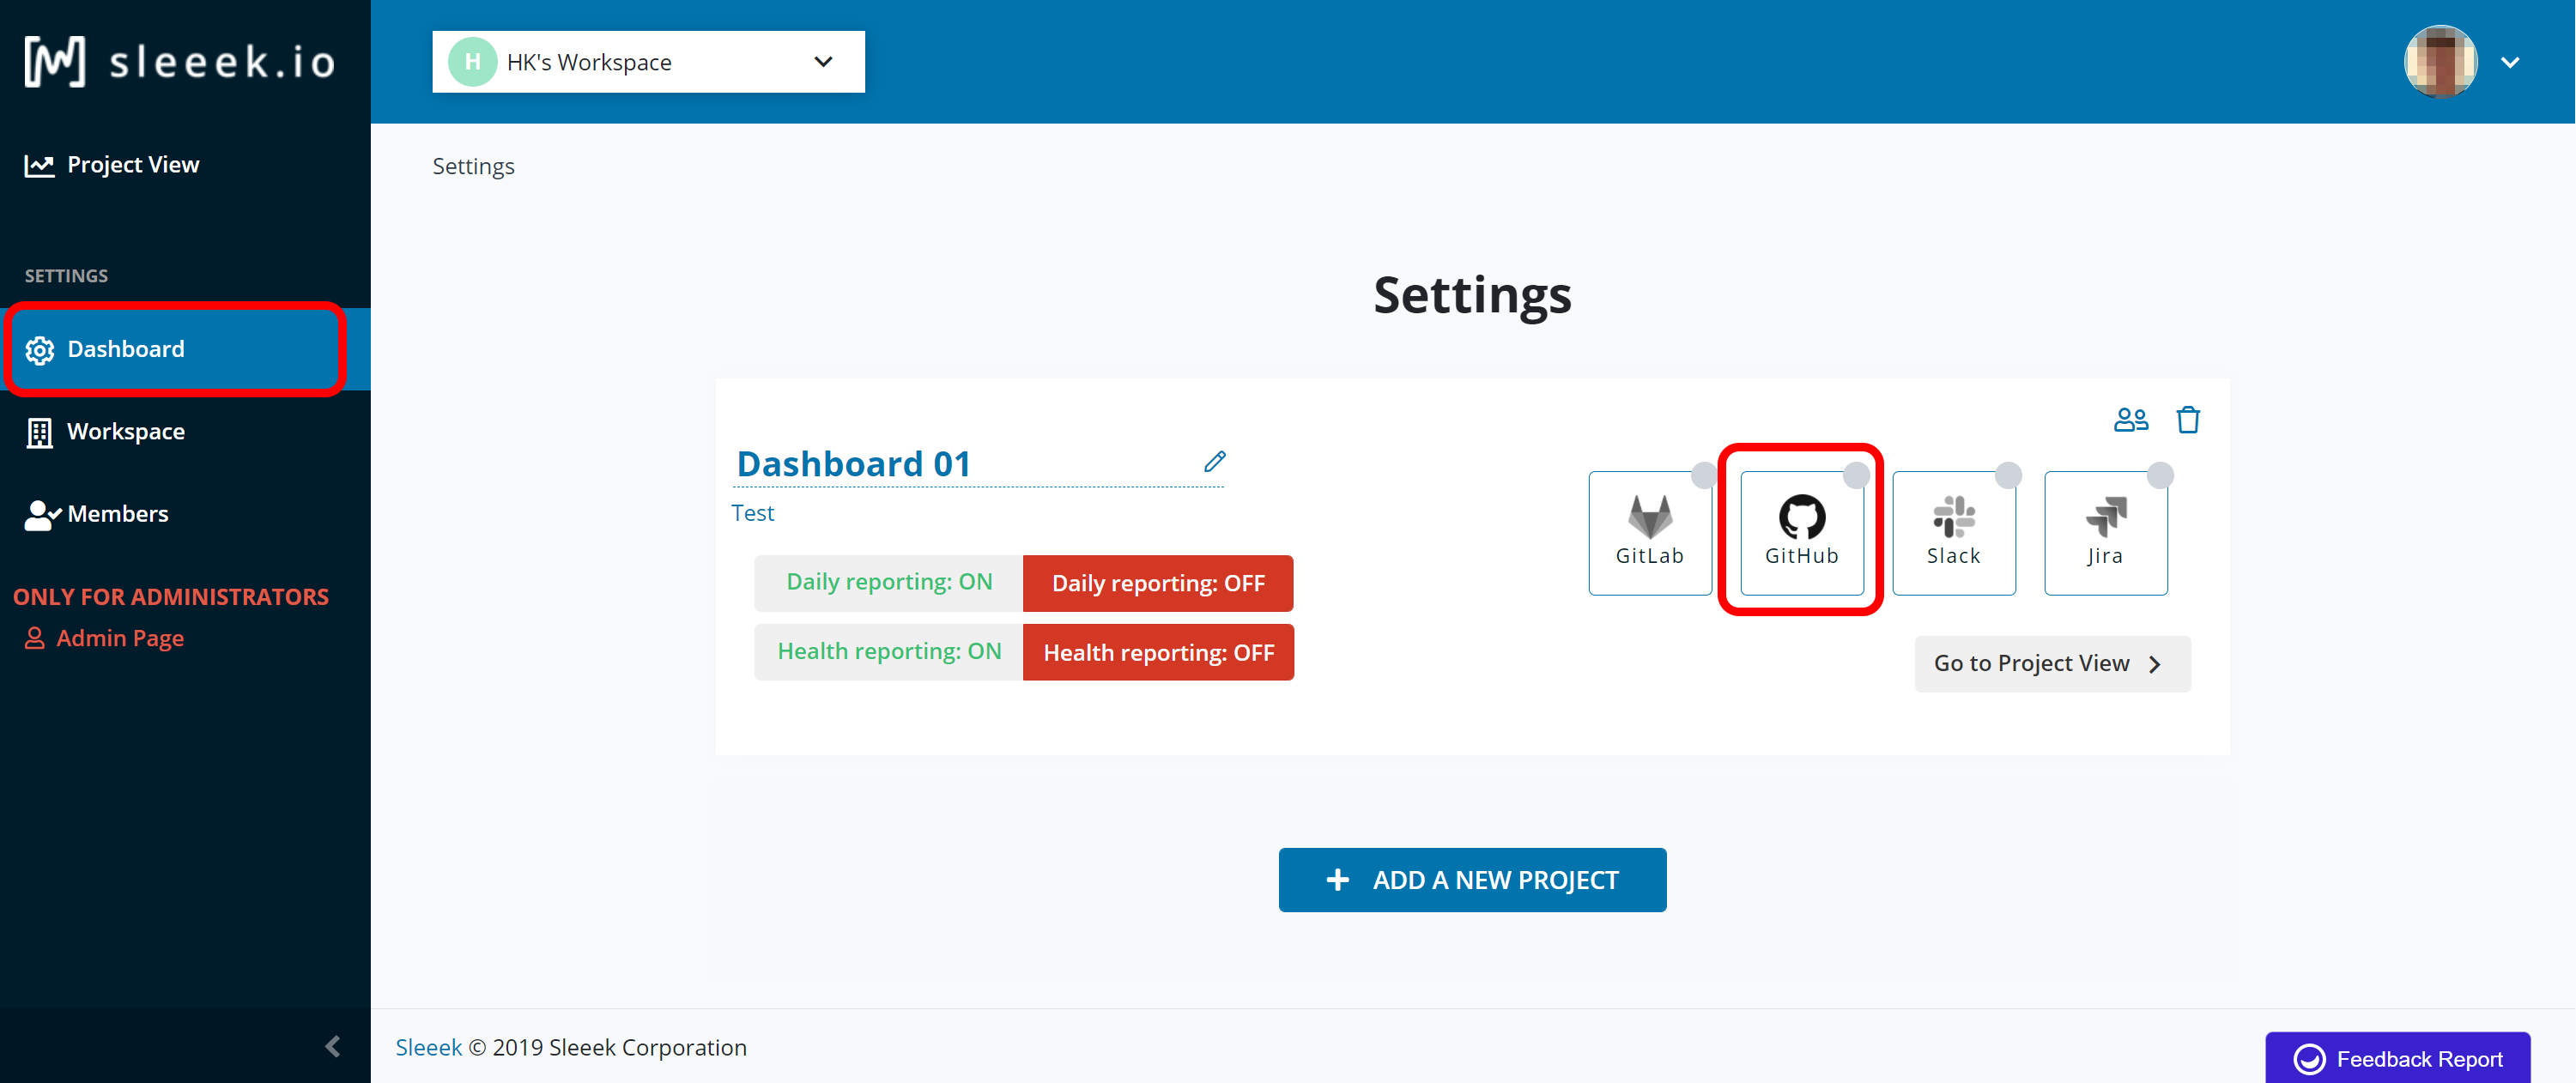 sleeek.io
H HK's Workspace
Project View
Settings
SETTINGS
Settings
Dashboard
Workspace
Members
ONLY FOR ADMINISTRATORS
Admin Page
Dashboard 01
Test
Daily reporting: ON Daily reporting: OFF
Health reporting: ON Health reporting: OFF
GitLab GitHub Slack Jira
Go to Project View
ADD A NEW PROJECT
Sleeek © 2019 Sleeek Corporation
Feedback Report